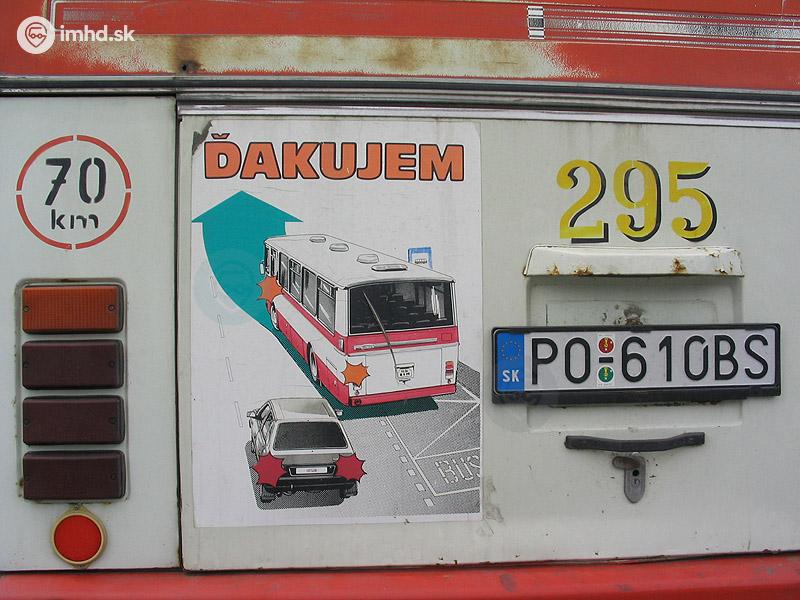 imhd.sk
70
km
ĎAKUJEM
295
SK PO-610BS
BUS